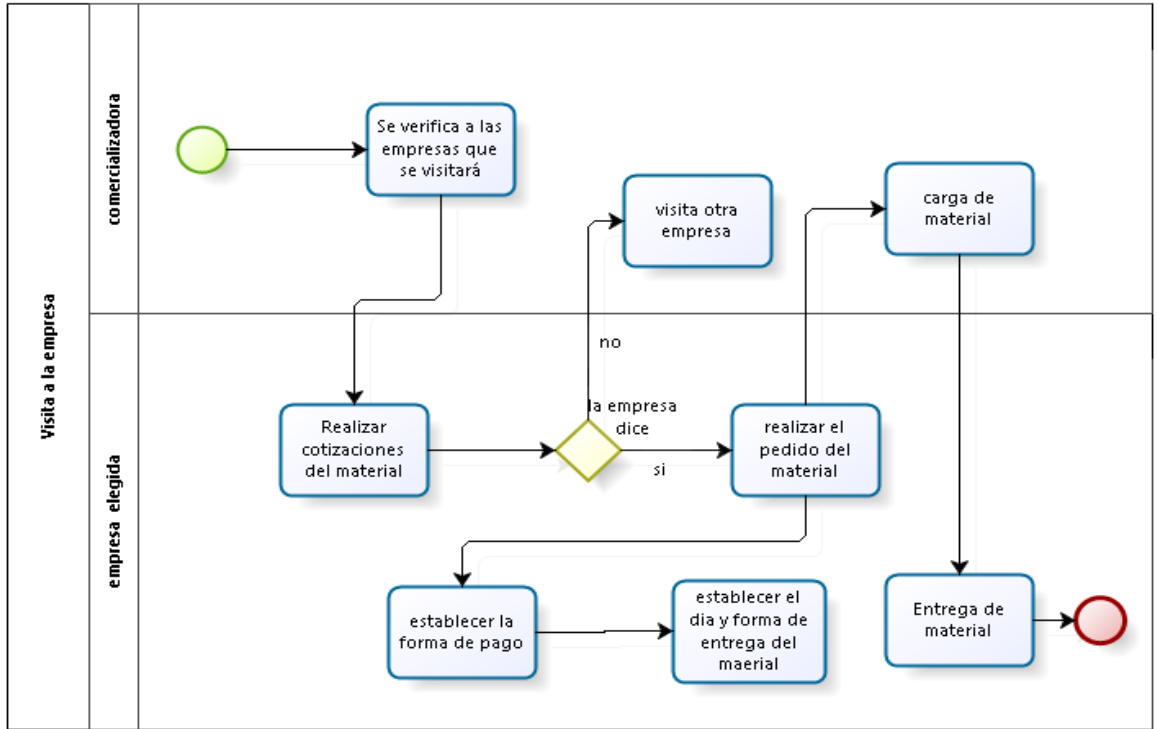 Visita a la empresa
comercializadora
Se verifica a las
empresas que
se visitará
visita otra
empresa
carga de
material
empresa elegida
no
Realizar
cotizaciones
del material
la empresa
dice
si
realizar el
pedido del
material
establecer la
forma de pago
establecer el
dia y forma de
entrega del
maerial
Entrega de
material